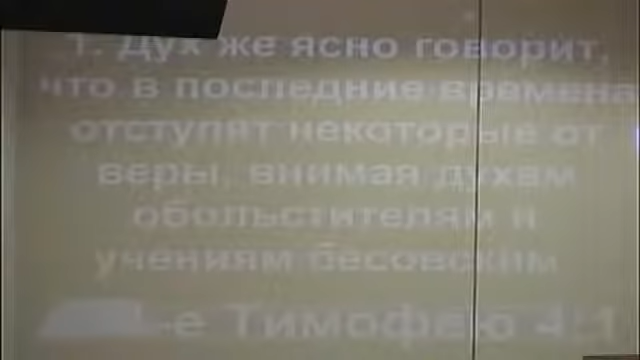 1. Дух же ясно говорит,
что в последние времена
отступят некоторые от
веры, внимая духам
обольстителям и
учениям бесовским
-е Тимофею 4:1